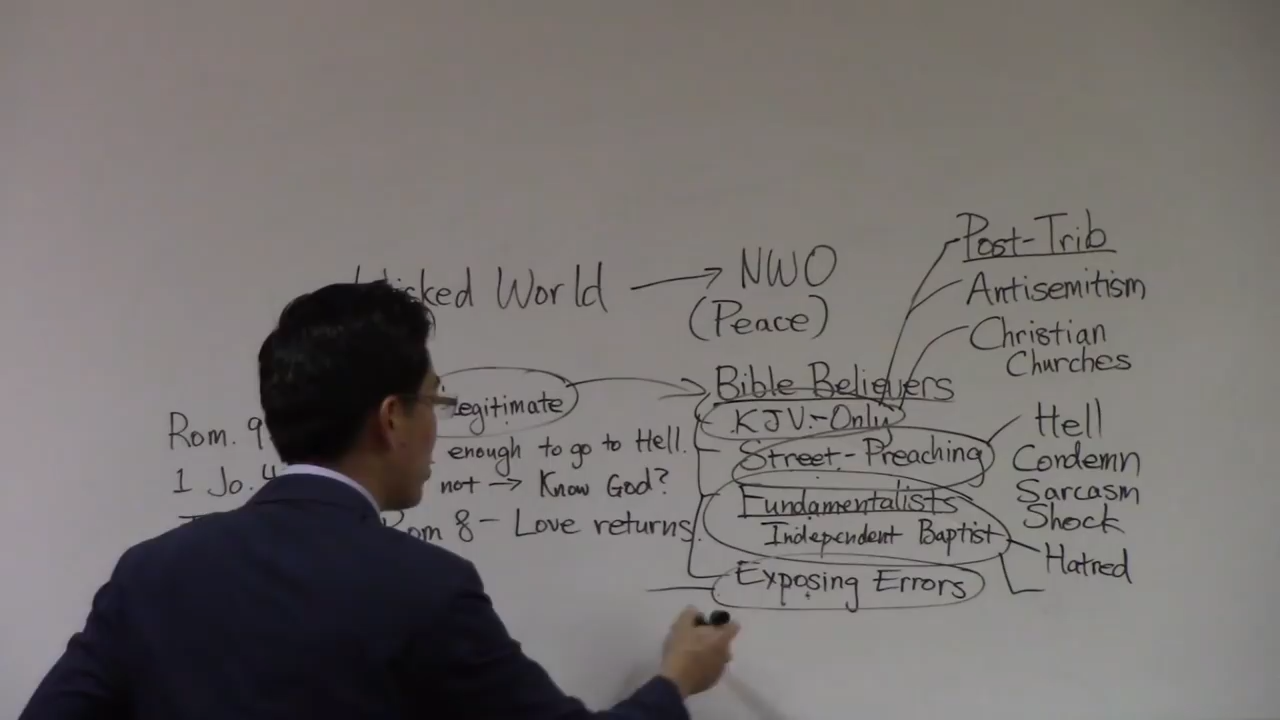 World → NWO
(Peace)
Post-Trib
Antisemitism
Christian
Churches
Legitimate
Bible Believers
KJV.-Only
Street.-Preaching
Fundamentalists
Independent Baptist
Exposing Errors
Hell
Condemn
Sarcasm
Shock
Hatred
Rom. 9
enough to go to Hell.
1 Jo. 4
not → Know God?
Rom 8 - Love returns.